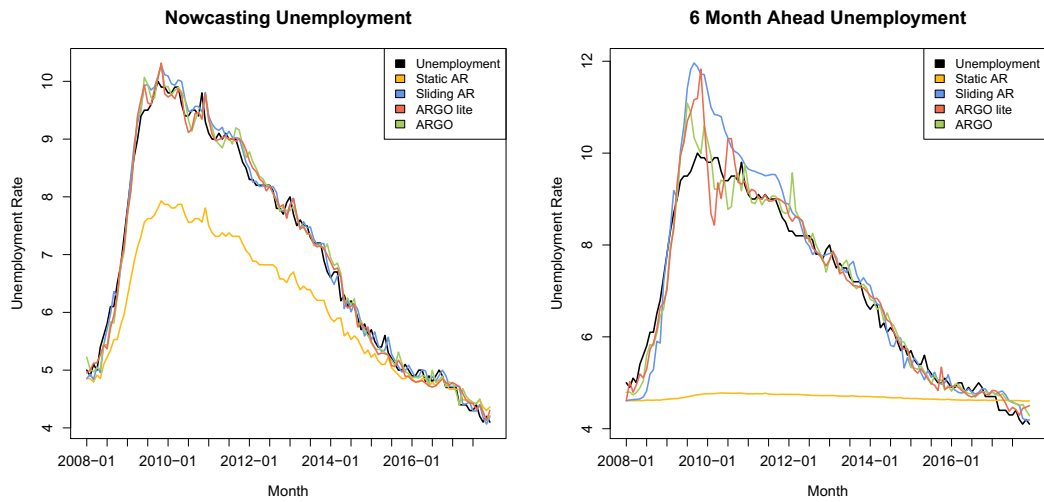 Nowcasting Unemployment
Unemployment Rate
10
9
8
7
6
5
4
Unemployment
Static AR
Sliding AR
ARGO lite
ARGO
2008−01
2010−01
2012−01
2014−01
2016−01
Month
6 Month Ahead Unemployment
Unemployment Rate
12
10
8
6
4
Unemployment
Static AR
Sliding AR
ARGO lite
ARGO
2008−01
2010−01
2012−01
2014−01
2016−01
Month